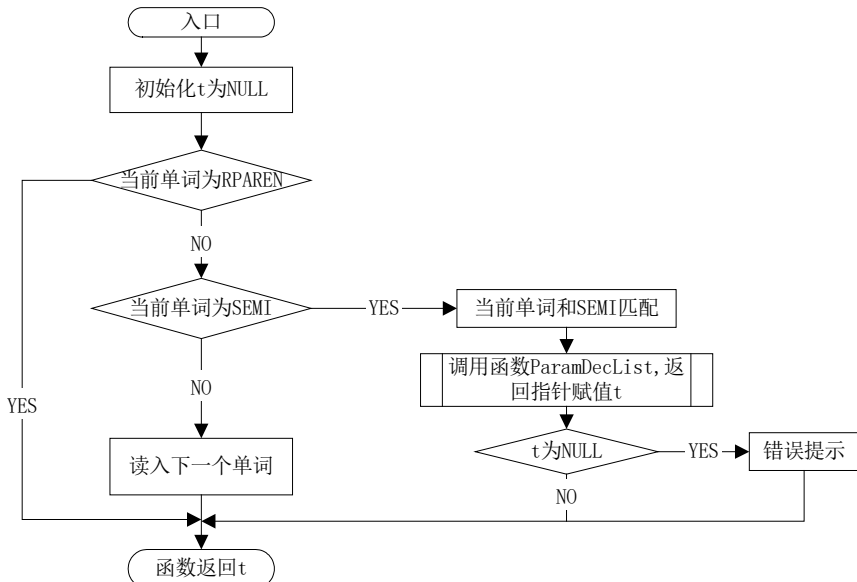 入口
初始化t为NULL
当前单词为RPAREN
NO
当前单词为SEMI
YES
当前单词和SEMI匹配
调用函数ParamDecList,返
回指针赋值t
NO
YES
t为NULL
YES
错误提示
读入下一个单词
NO
函数返回t